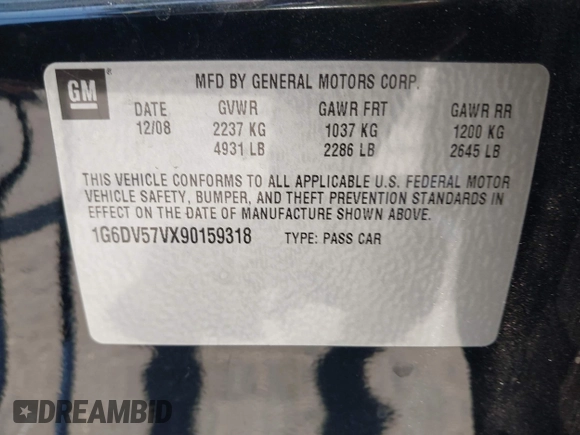 GM ®
MFD BY GENERAL MOTORS CORP.
DATE GVWR GAWR FRT GAWR RR
12/08 2237 KG 1037 KG 1200 KG
4931 LB 2286 LB 2645 LB
THIS VEHICLE CONFORMS TO ALL APPLICABLE U.S. FEDERAL MOTOR
VEHICLE SAFETY, BUMPER, AND THEFT PREVENTION STANDARDS IN
EFFECT ON THE DATE OF MANUFACTURE SHOWN ABOVE.
1G6DV57VX90159318 TYPE: PASS CAR
DREAMBID